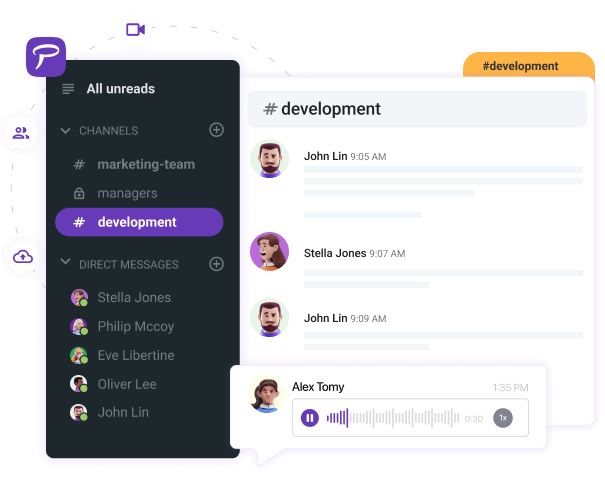 #development
All unreads
CHANNELS
# marketing-team
managers
# development
DIRECT MESSAGES
Stella Jones
Philip Mccoy
Eve Libertine
Oliver Lee
John Lin
# development
John Lin 9:05 AM
Stella Jones 9:07 AM
John Lin 9:09 AM
Alex Tomy 1:35 PM
0:30 1x